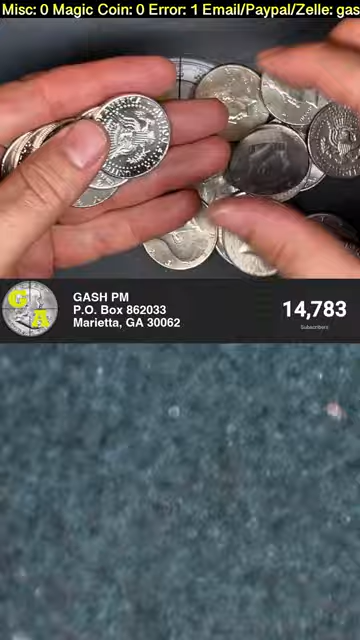 Misc: 0 Magic Coin: 0 Error: 1 Email/Paypal/Zelle: gas
GA
GASH PM
P.O. Box 862033
Marietta, GA 30062
14,783
Subscribers